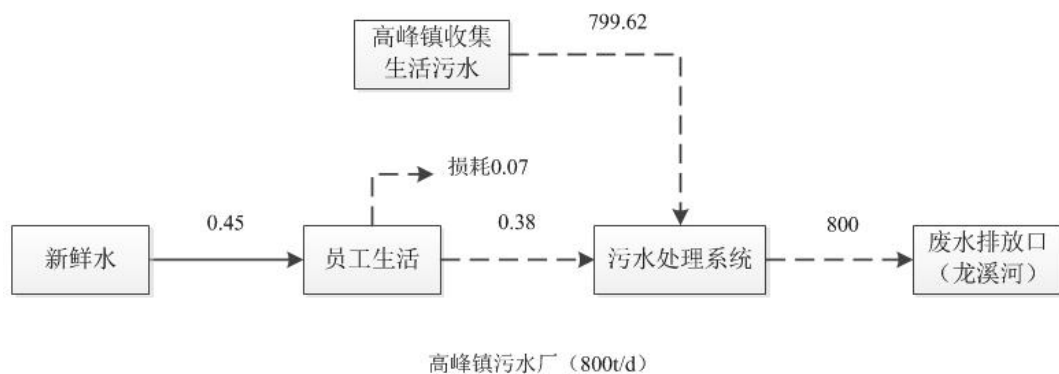 799.62
高峰镇收集
生活污水
损耗0.07
0.45
0.38
800
新鲜水
员工生活
污水处理系统
废水排放口
（龙溪河）
高峰镇污水厂（800t/d）